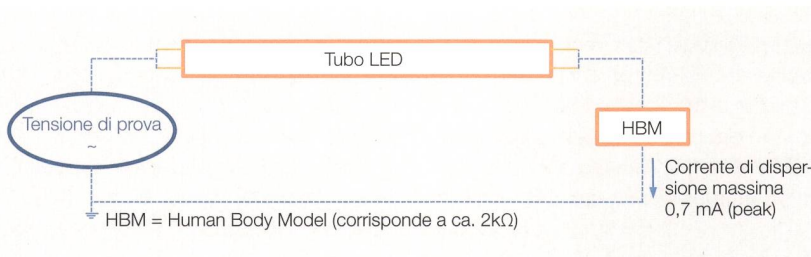 Tubo LED
Tensione di prova
~
HBM
Corrente di disper-
sione massima
0,7 mA (peak)
HBM = Human Body Model (corrisponde a ca. 2kΩ)